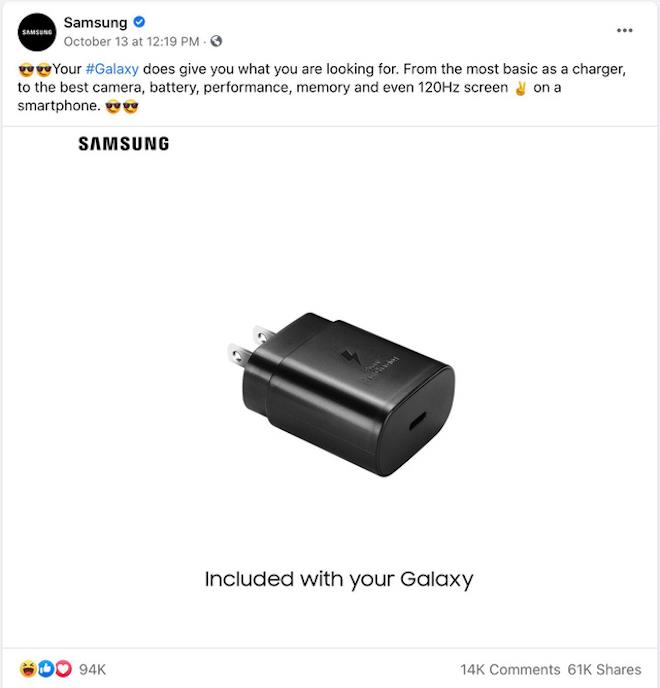 SAMSUNG
Samsung
October 13 at 12:19 PM ·
😎😎Your #Galaxy does give you what you are looking for. From the most basic as a charger,
to the best camera, battery, performance, memory and even 120Hz screen ✌ on a
smartphone. 😎😎
SAMSUNG
Included with your Galaxy
94K
14K Comments 61K Shares